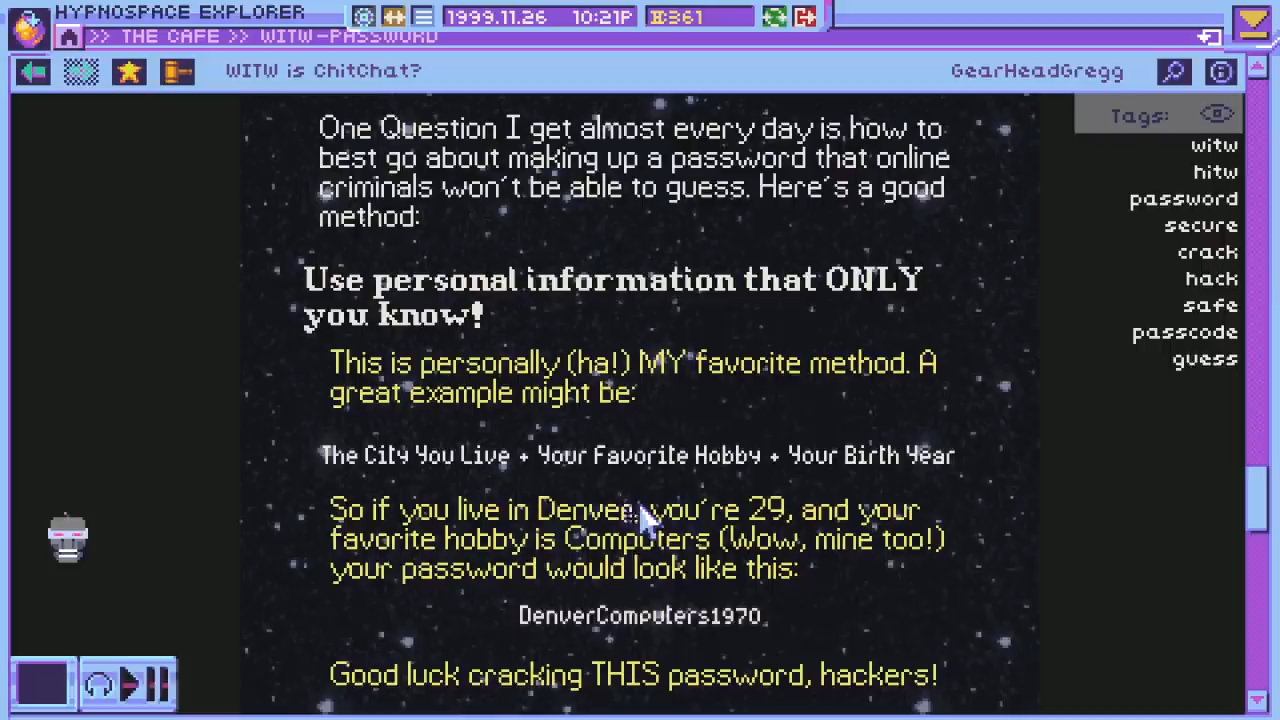 HYPNOSPACE EXPLORER
1999.11.26 10:21P
361
>> THE CAFE >> WITW-PASSWORD
WITW is ChitChat?
GearHeadGregg
Tags:
witw
hitw
password
secure
crack
hack
safe
passcode
guess
One Question I get almost every day is how to
best go about making up a password that online
criminals won't be able to guess. Here's a good
method:
Use personal information that ONLY
you know!
This is personally (ha!) MY favorite method. A
great example might be:
The City You Live + Your Favorite Hobby + Your Birth Year
So if you live in Denver, you're 29, and your
favorite hobby is Computers (Wow, mine too!)
your password would look like this:
DenverComputers1970
Good luck cracking THIS password, hackers!